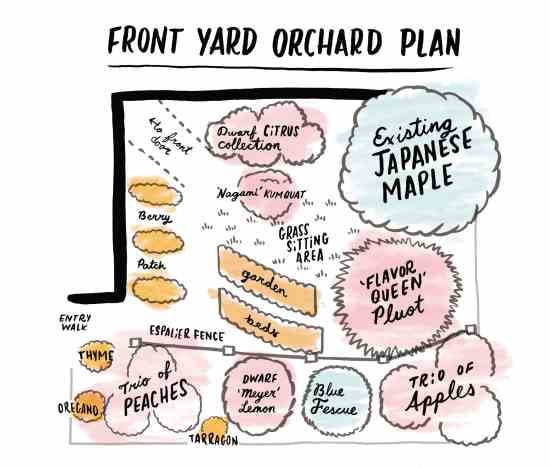 FRONT YARD ORCHARD PLAN
to front
door
Dwarf CITRUS
Collection
Existing
JAPANESE
MAPLE
'Nagami' KUMQUAT
Berry
Patch
GRASS
SITTING
AREA
garden
beds
'FLAVOR
QUEEN'
Pluot
ENTRY
WALK
ESPALIER FENCE
THYME
Trio of
PEACHES
OREGANO
TARRAGON
DWARF
'Meyer'
Lemon
Blue
Fescue
TRIO OF
Apples